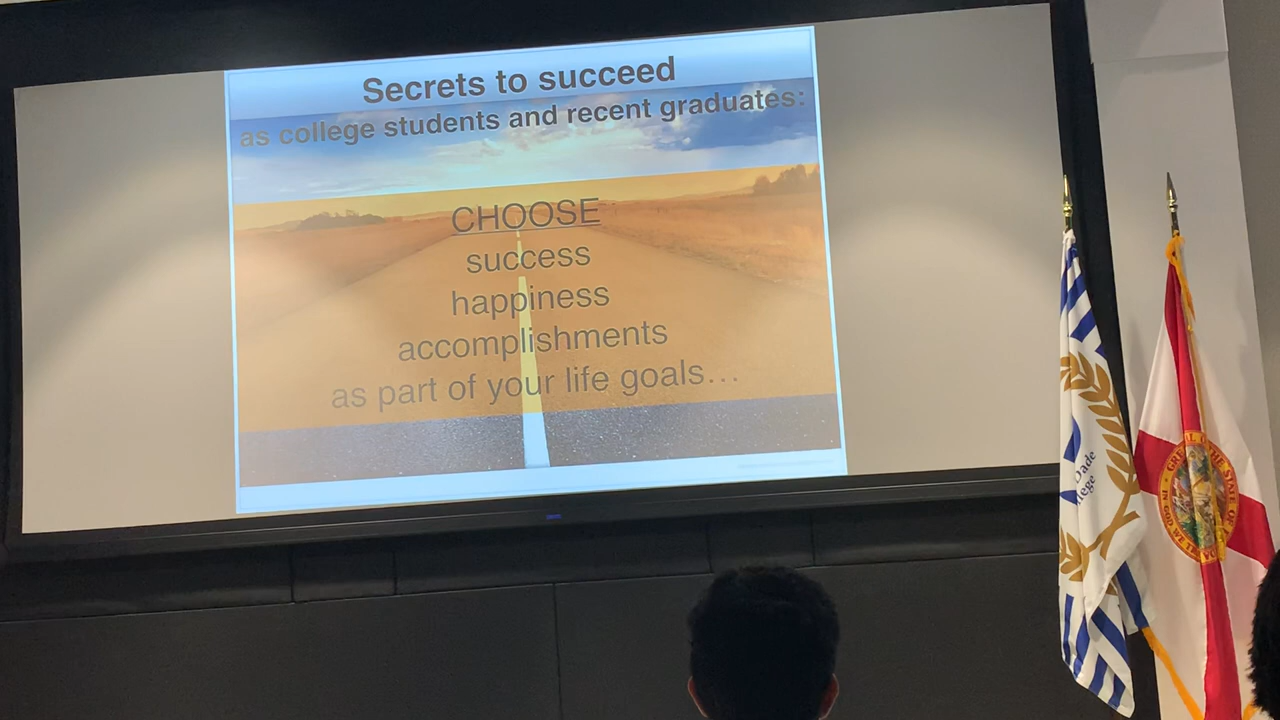 Secrets to succeed
as college students and recent graduates:
CHOOSE
success
happiness
accomplishments
as part of your life goals…
Dade